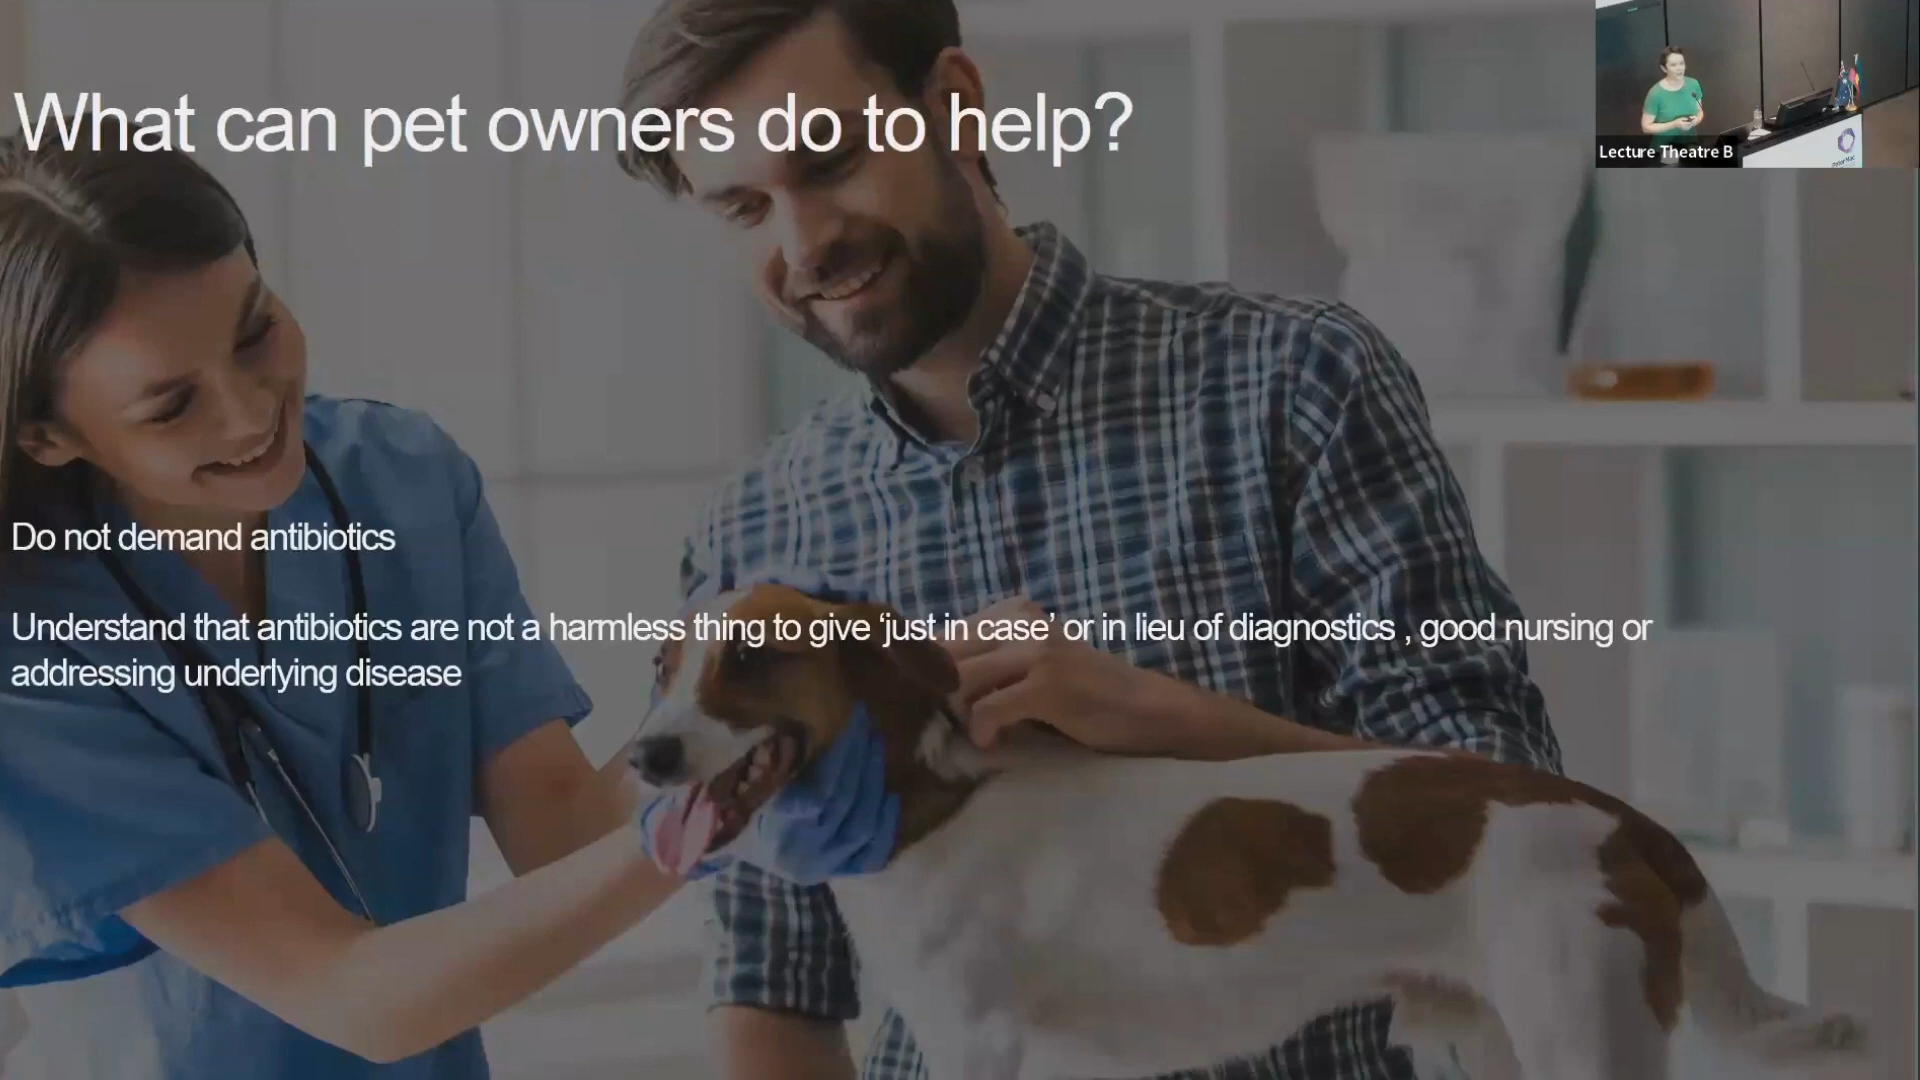 What can pet owners do to help?
Lecture Theatre B
Do not demand antibiotics
Understand that antibiotics are not a harmless thing to give ‘just in case’ or in lieu of diagnostics , good nursing or
addressing underlying disease